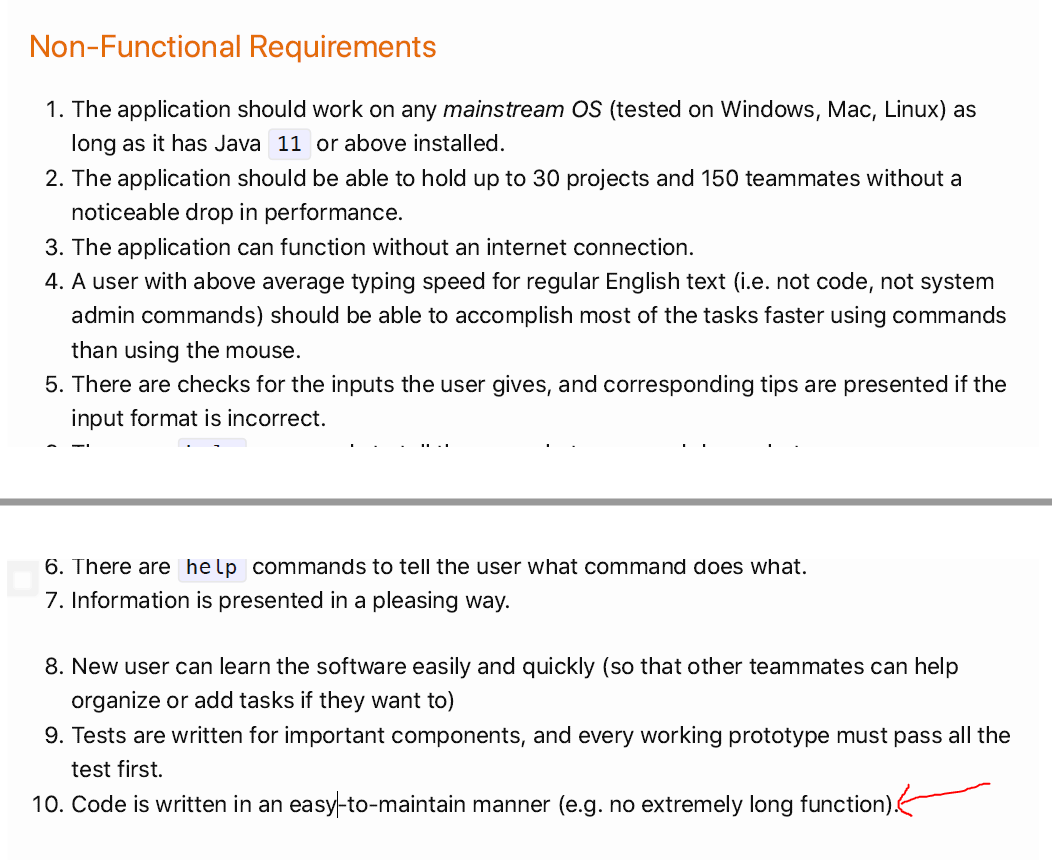 Non-Functional Requirements
1. The application should work on any mainstream OS (tested on Windows, Mac, Linux) as
long as it has Java 11 or above installed.
2. The application should be able to hold up to 30 projects and 150 teammates without a
noticeable drop in performance.
3. The application can function without an internet connection.
4. A user with above average typing speed for regular English text (i.e. not code, not system
admin commands) should be able to accomplish most of the tasks faster using commands
than using the mouse.
5. There are checks for the inputs the user gives, and corresponding tips are presented if the
input format is incorrect.
6. There are help commands to tell the user what command does what.
7. Information is presented in a pleasing way.
8. New user can learn the software easily and quickly (so that other teammates can help
organize or add tasks if they want to)
9. Tests are written for important components, and every working prototype must pass all the
test first.
10. Code is written in an easy-to-maintain manner (e.g. no extremely long function).